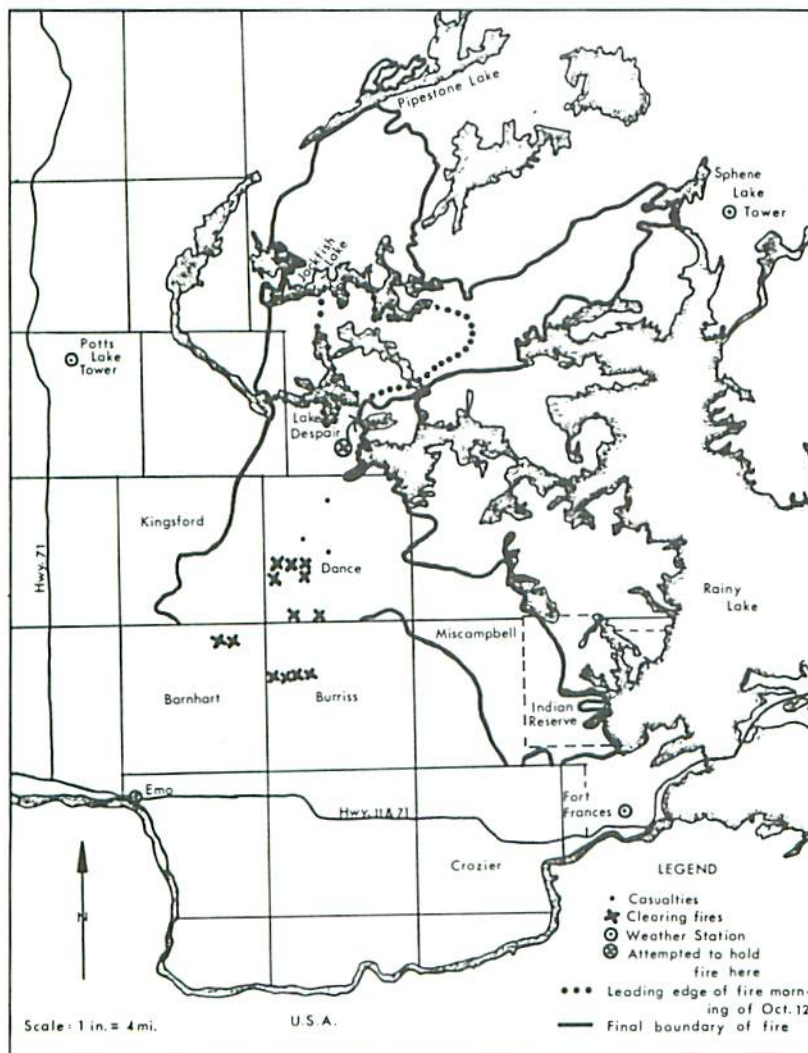 Pipestone Lake
Sphene
Lake
Tower
Jackfish
Lake
Potts
Lake
Tower
Lake
Despair
Kingsford
Hwy. 71
Dance
Rainy
Lake
Miscampbell
Barnhart
Burriss
Indian
Reserve
Emo
Fort
Frances
Hwy. 11 & 71
Crozier
N
LEGEND
Casualties
Clearing fires
Weather Station
Attempted to hold
fire here
Leading edge of fire morn-
ing of Oct. 12
Final boundary of fire
Scale: 1 in. = 4 mi.
U.S.A.